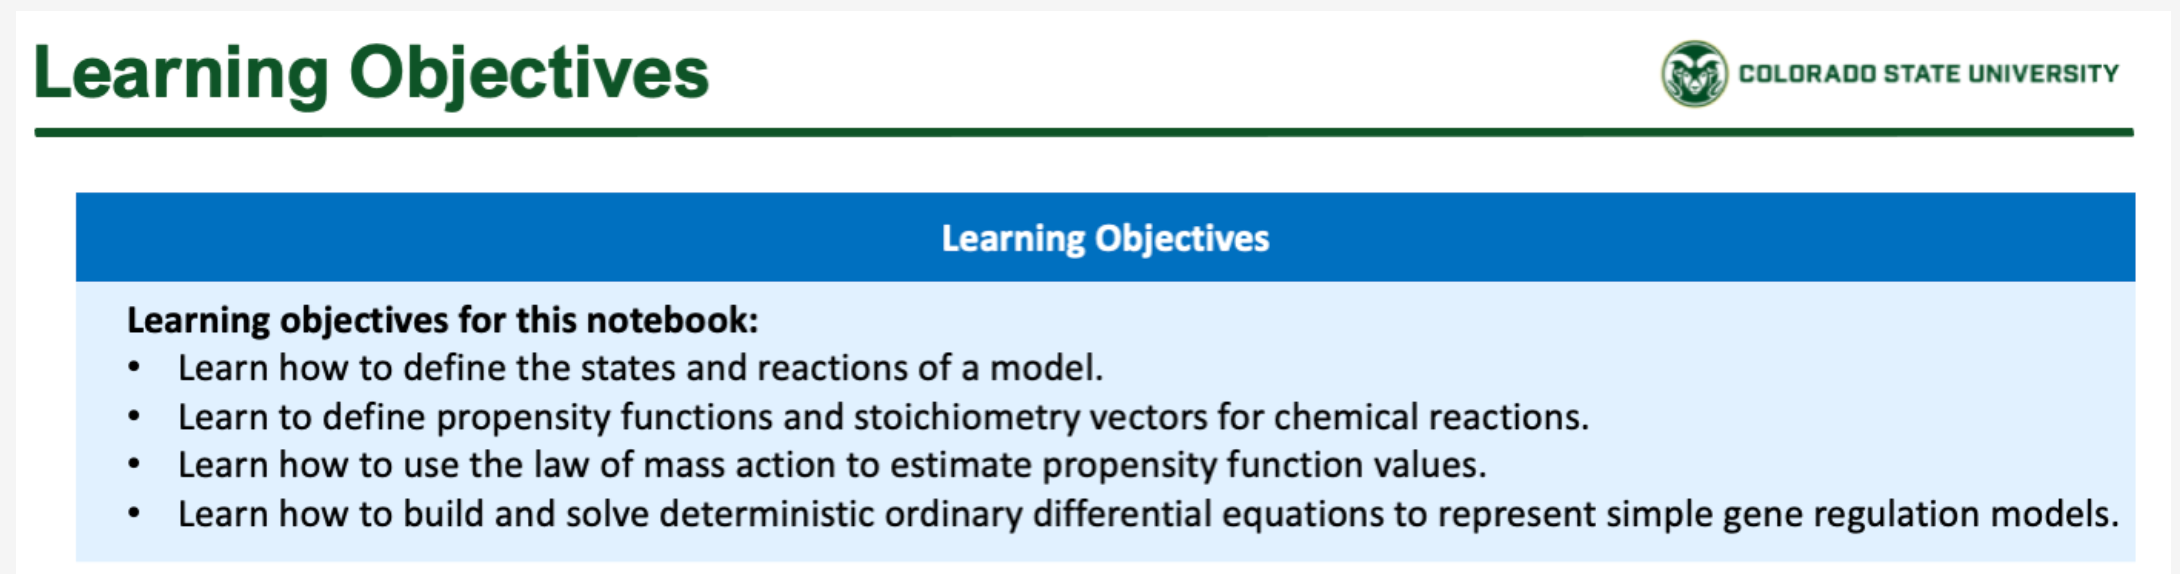 Learning Objectives
COLORADO STATE UNIVERSITY
Learning Objectives
Learning objectives for this notebook:
• Learn how to define the states and reactions of a model.
• Learn to define propensity functions and stoichiometry vectors for chemical reactions.
• Learn how to use the law of mass action to estimate propensity function values.
• Learn how to build and solve deterministic ordinary differential equations to represent simple gene regulation models.